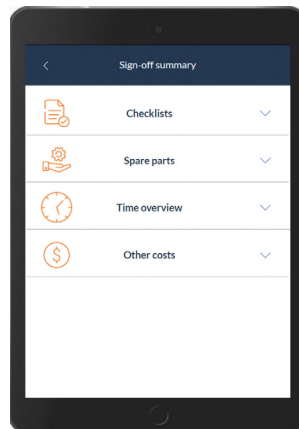 Sign-off summary
Checklists
Spare parts
Time overview
Other costs